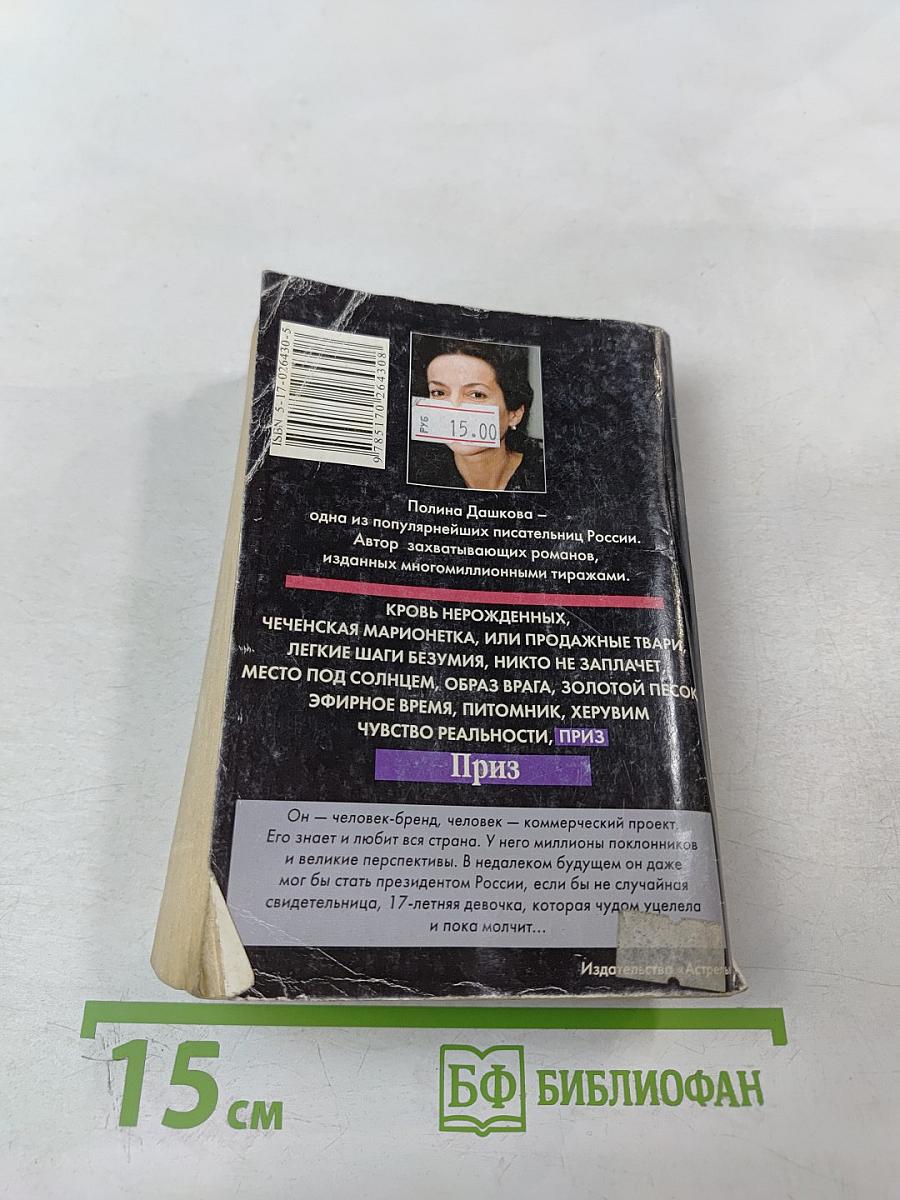 ISBN 5-17-026430-5
9 785170 264308
РУБ 15.00
Полина Дашкова –
одна из популярнейших писательниц России.
Автор захватывающих романов,
изданных многомиллионными тиражами.
КРОВЬ НЕРОЖДЕННЫХ,
ЧЕЧЕНСКАЯ МАРИОНЕТКА, ИЛИ ПРОДАЖНЫЕ ТВАРИ,
ЛЕГКИЕ ШАГИ БЕЗУМИЯ, НИКТО НЕ ЗАПЛАЧЕТ,
МЕСТО ПОД СОЛНЦЕМ, ОБРАЗ ВРАГА, ЗОЛОТОЙ ПЕСОК
ЭФИРНОЕ ВРЕМЯ, ПИТОМНИК, ХЕРУВИМ
ЧУВСТВО РЕАЛЬНОСТИ, ПРИЗ
Приз
Он — человек-бренд, человек — коммерческий проект.
Его знает и любит вся страна. У него миллионы поклонников
и великие перспективы. В недалеком будущем он даже
мог бы стать президентом России, если бы не случайная
свидетельница, 17-летняя девочка, которая чудом уцелела
и пока молчит...
Издательство «Астрель»
15 см
БФ БИБЛИОФАН